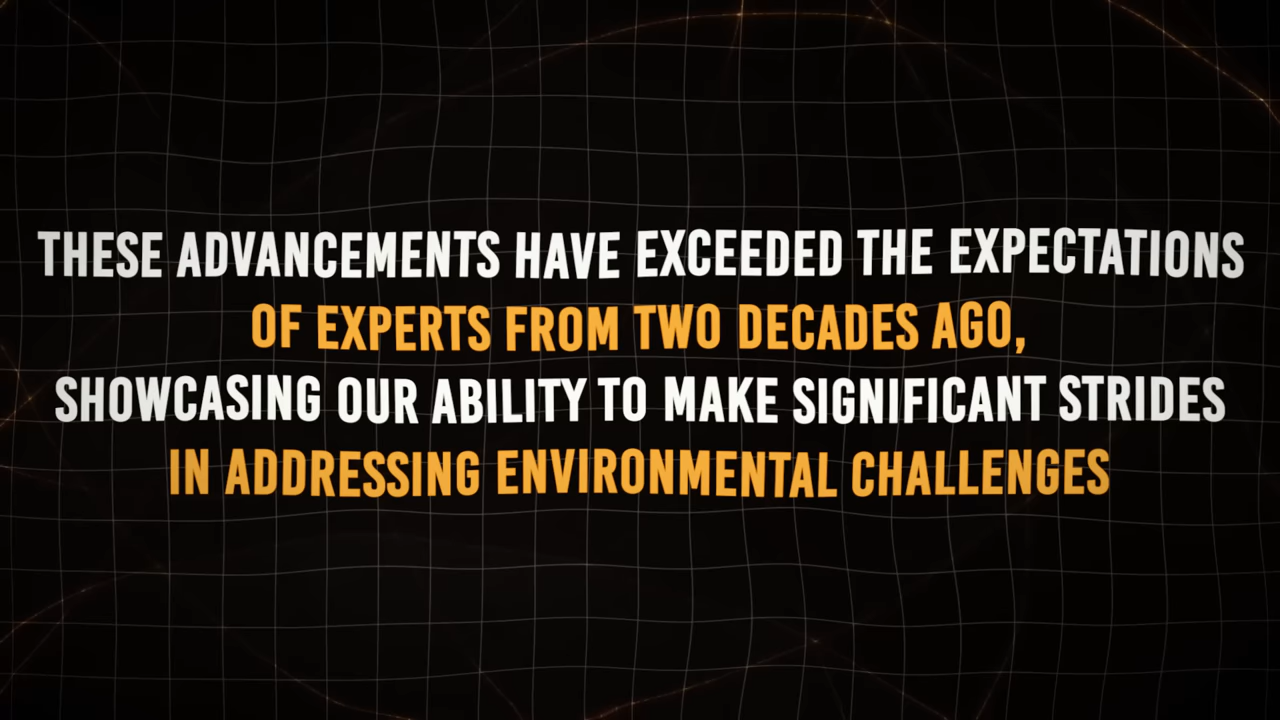 THESE ADVANCEMENTS HAVE EXCEEDED THE EXPECTATIONS
OF EXPERTS FROM TWO DECADES AGO,
SHOWCASING OUR ABILITY TO MAKE SIGNIFICANT STRIDES
IN ADDRESSING ENVIRONMENTAL CHALLENGES